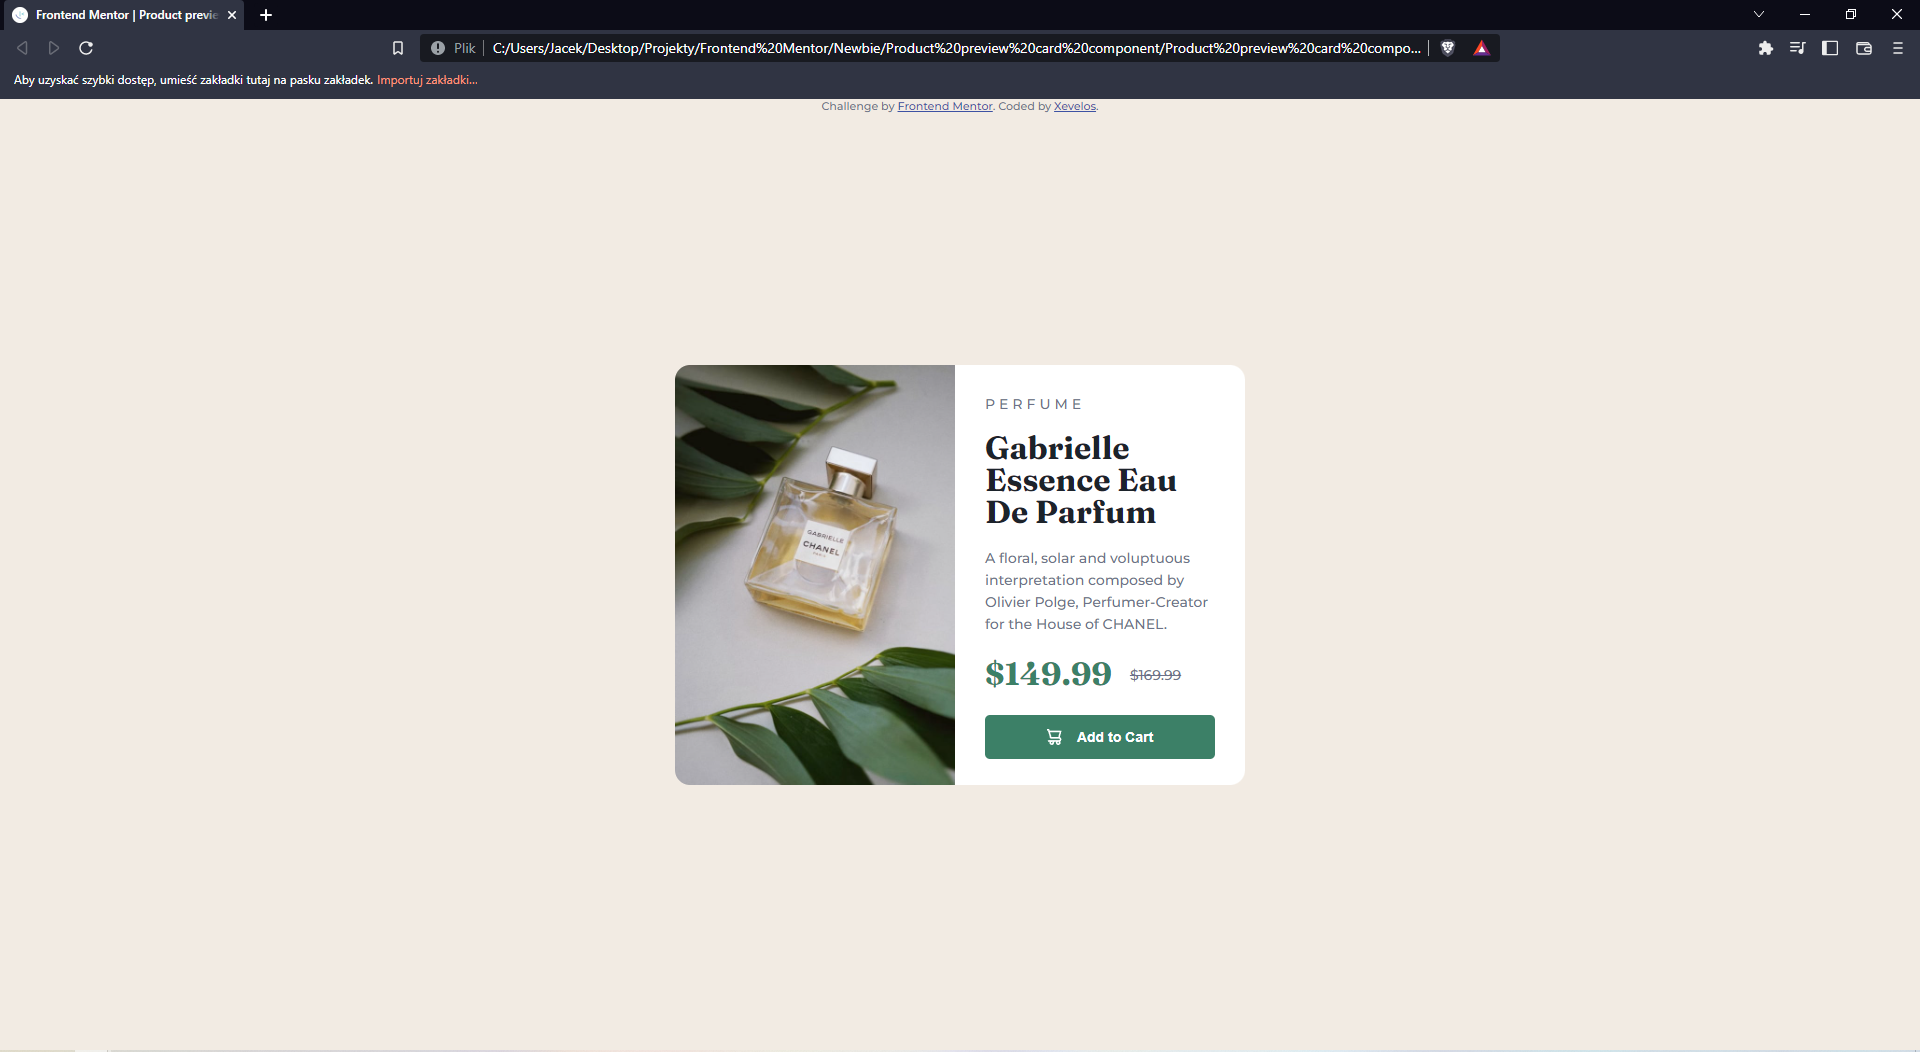 Frontend Mentor | Product previe
Plik
C:/Users/Jacek/Desktop/Projekty/Frontend%20Mentor/Newbie/Product%20preview%20card%20component/Product%20preview%20card%20compo...
Aby uzyskać szybki dostęp, umieść zakładki tutaj na pasku zakładek. Importuj zakładki...
Challenge by Frontend Mentor. Coded by Xevelos.
GABRIELLE
CHANEL
PARIS
PERFUME
Gabrielle
Essence Eau
De Parfum
A floral, solar and voluptuous
interpretation composed by
Olivier Polge, Perfumer-Creator
for the House of CHANEL.
$149.99 $169.99
Add to Cart